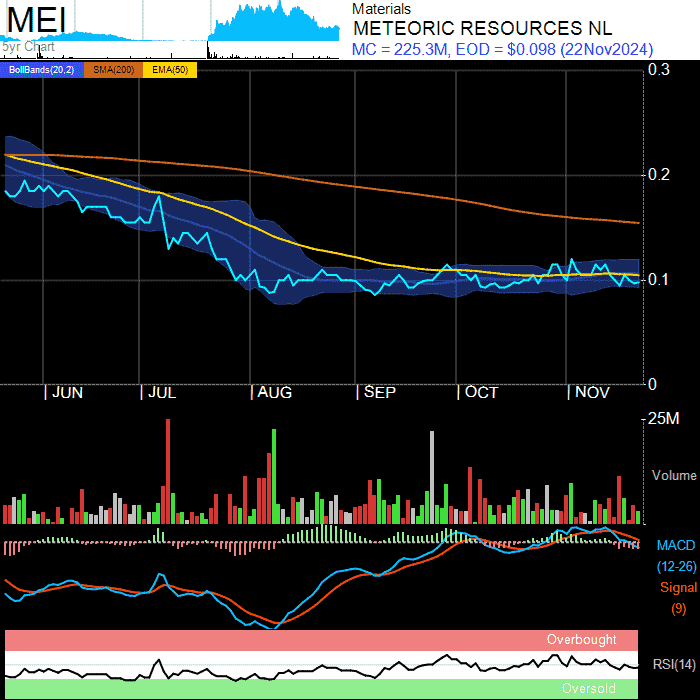 MEI
5yr Chart
Materials
METEORIC RESOURCES NL
MC = 225.3M, EOD = $0.098 (22Nov2024)
BollBands(20,2) SMA(200) EMA(50)
0.3
0.2
0.1
0
JUN JUL AUG SEP OCT NOV
25M
Volume
MACD
(12-26)
Signal
(9)
Overbought
RSI(14)
Oversold